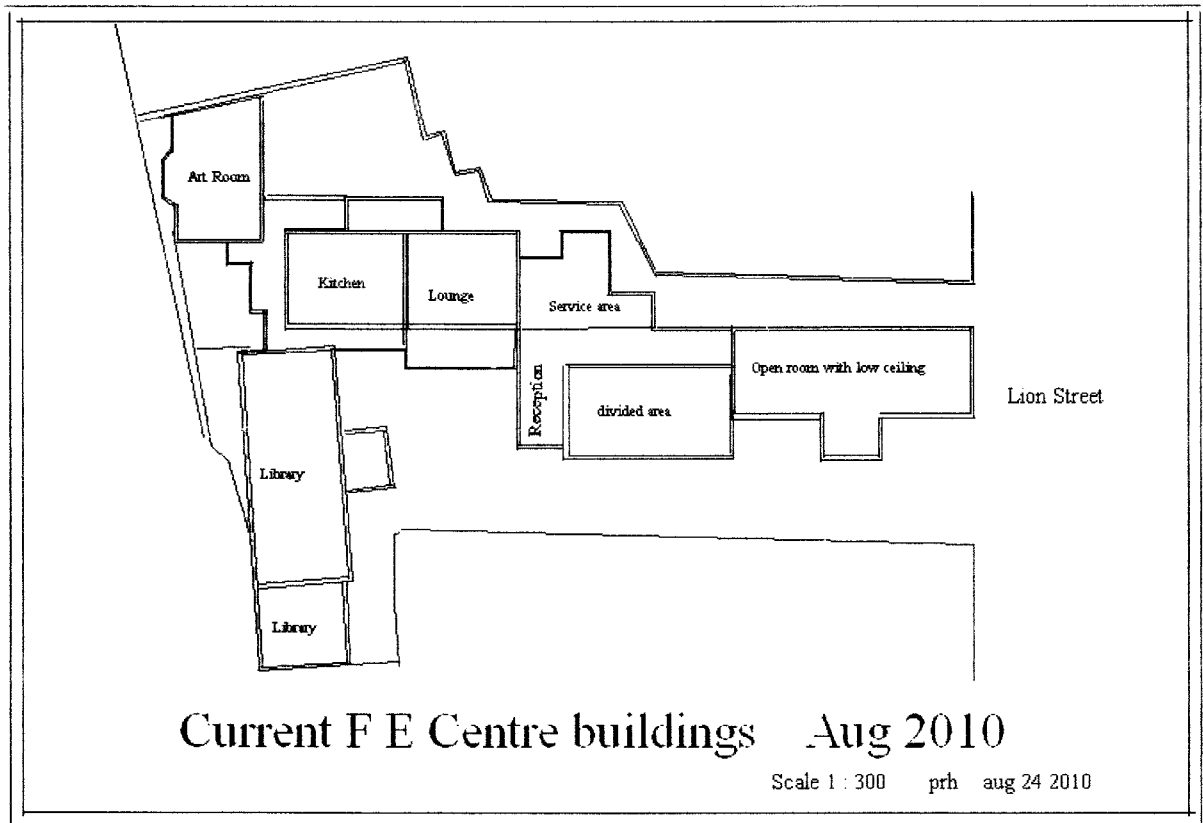 Art Room
Kitchen
Lounge
Service area
Reception
divided area
Open room with low ceiling
Lion Street
Library
Library
Current F E Centre buildings Aug 2010
Scale 1 : 300 prh aug 24 2010